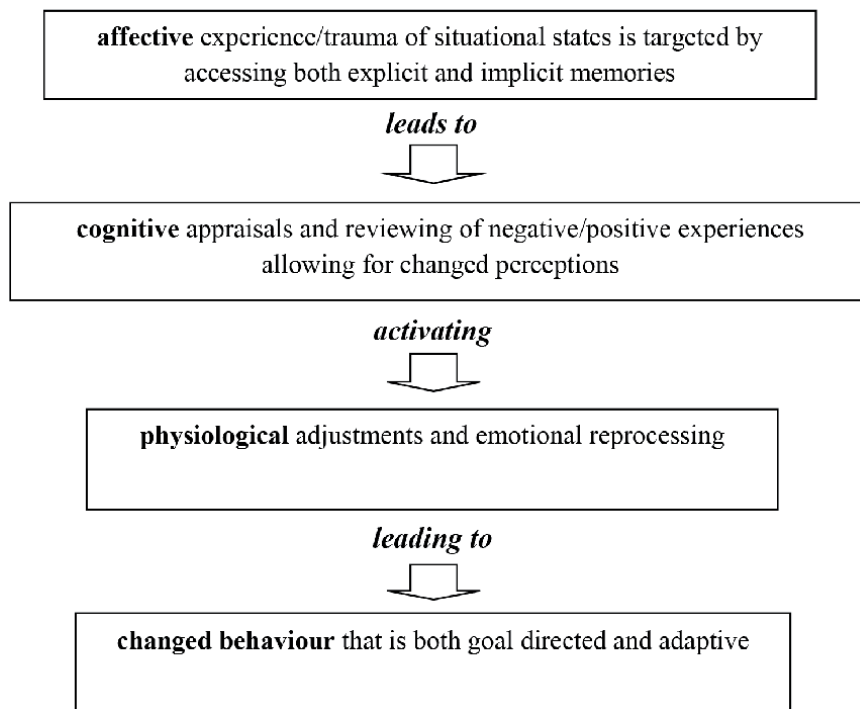 affective experience/trauma of situational states is targeted by
accessing both explicit and implicit memories
leads to
cognitive appraisals and reviewing of negative/positive experiences
allowing for changed perceptions
activating
physiological adjustments and emotional reprocessing
leading to
changed behaviour that is both goal directed and adaptive